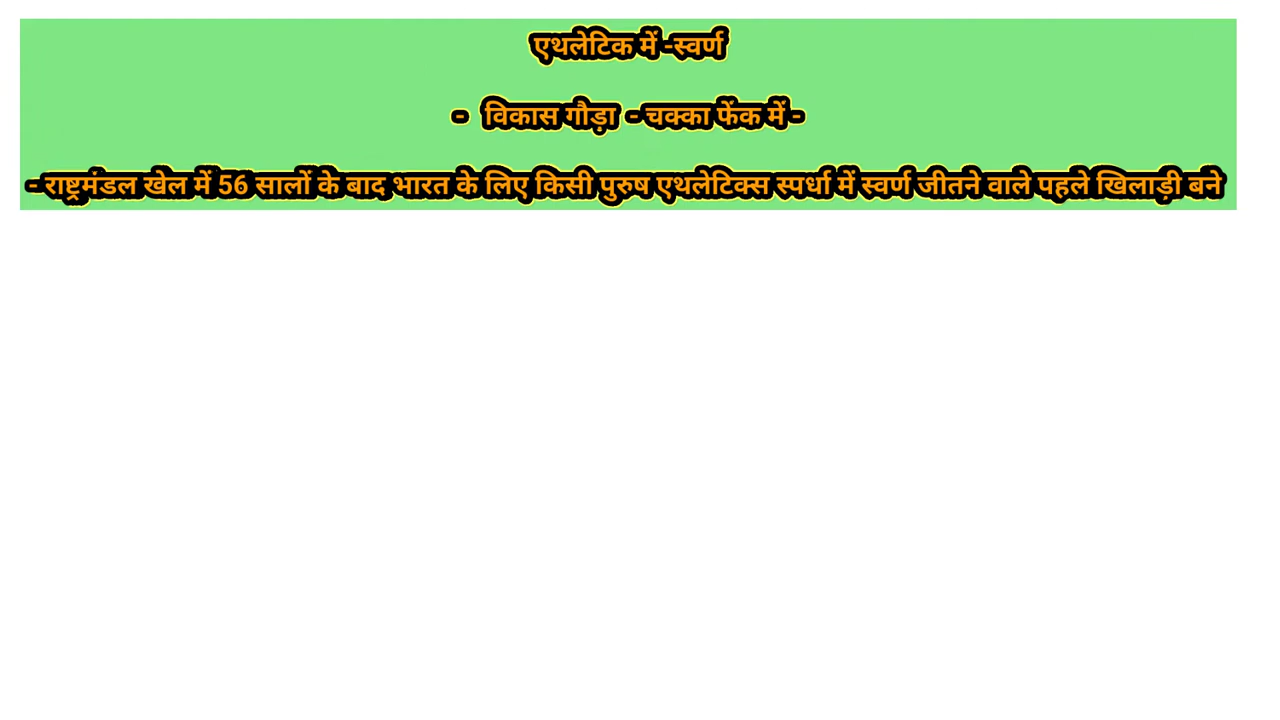 एथलेटिक में -स्वर्ण
- विकास गौड़ा - चक्का फेंक में -
- राष्ट्रमंडल खेल में 56 सालों के बाद भारत के लिए किसी पुरुष एथलेटिक्स स्पर्धा में स्वर्ण जीतने वाले पहले खिलाड़ी बने